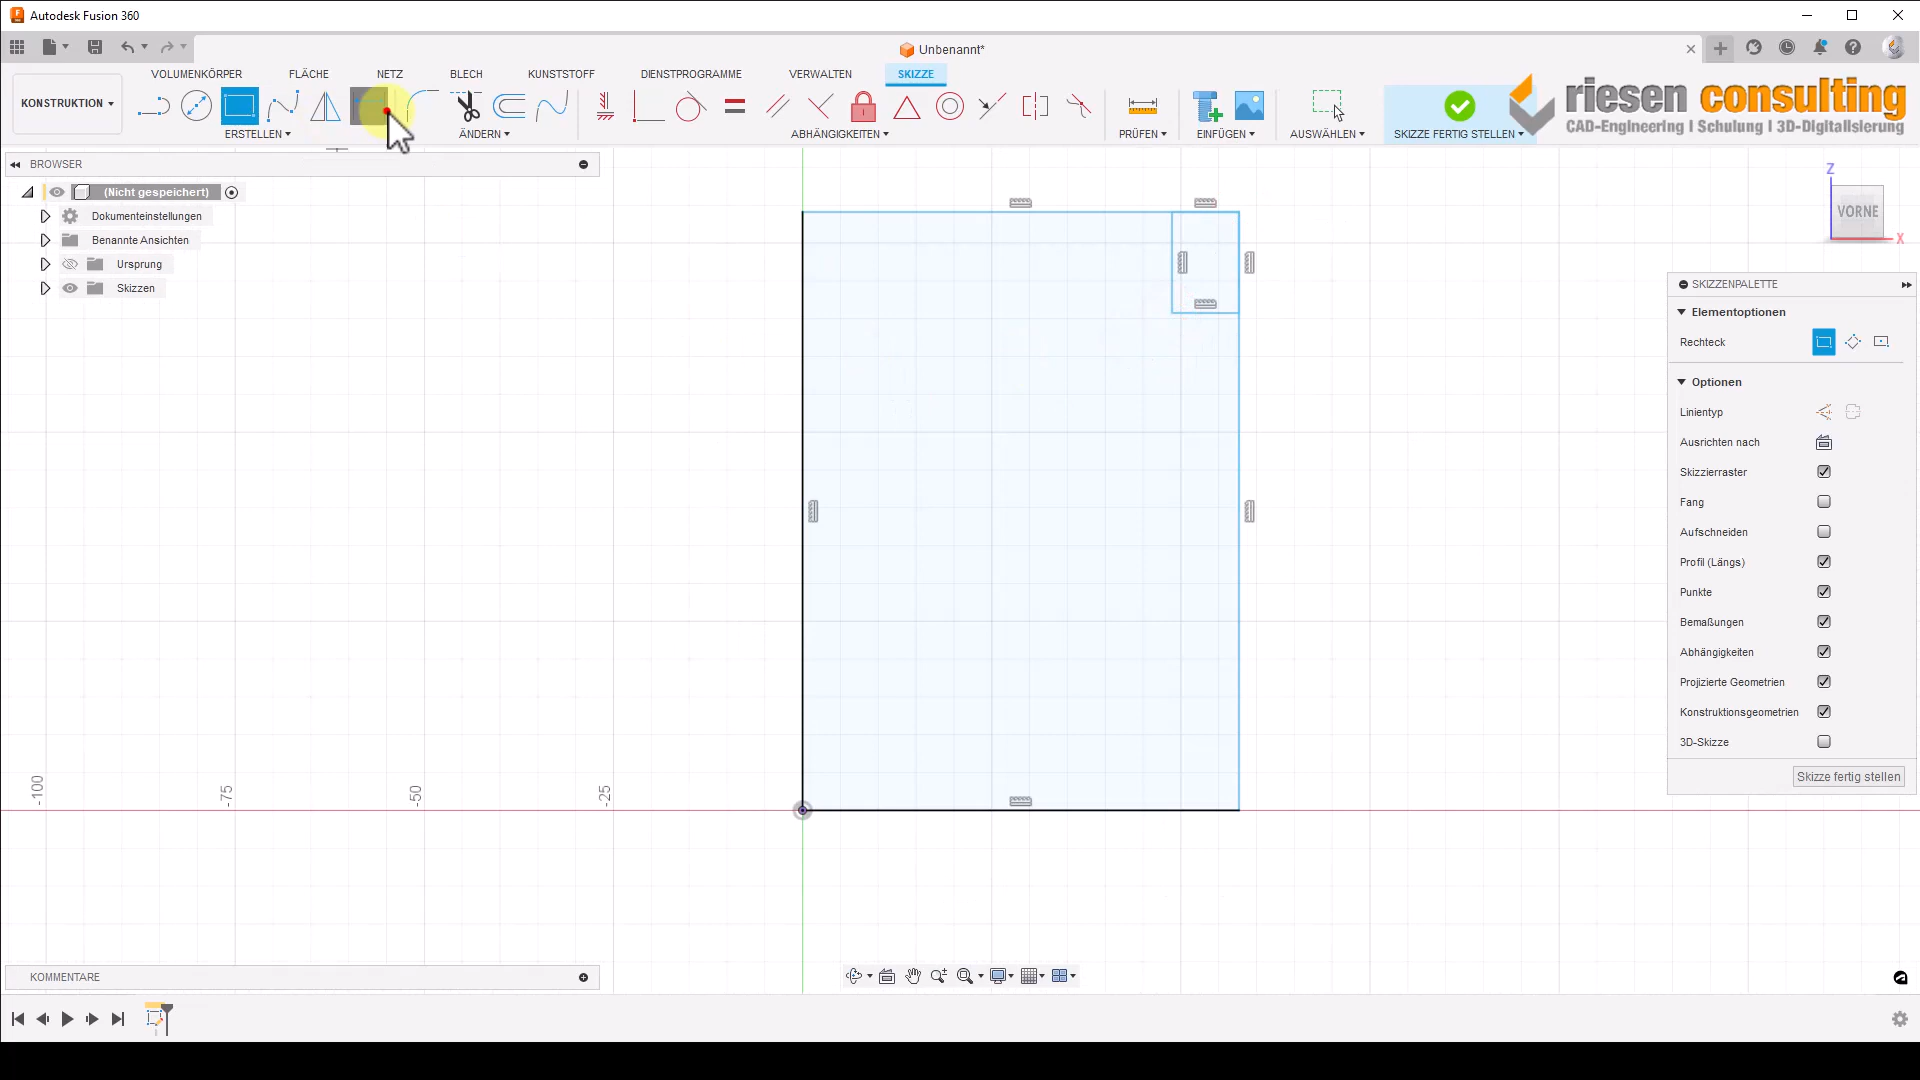 Autodesk Fusion 360
Unbenannt*
VOLUMENKÖRPER FLÄCHE NETZ BLECH KUNSTSTOFF DIENSTPROGRAMME VERWALTEN SKIZZE
KONSTRUKTION
ERSTELLEN ÄNDERN ABHÄNGIGKEITEN PRÜFEN EINFÜGEN AUSWÄHLEN SKIZZE FERTIG STELLEN
riesen consulting
CAD-Engineering | Schulung | 3D-Digitalisierung
BROWSER
(Nicht gespeichert)
Dokumenteinstellungen
Benannte Ansichten
Ursprung
Skizzen
Z
VORNE
X
SKIZZENPALETTE
Elementoptionen
Rechteck
Optionen
Linientyp
Ausrichten nach
Skizzierraster
Fang
Aufschneiden
Profil (Längs)
Punkte
Bemaßungen
Abhängigkeiten
Projizierte Geometrien
Konstruktionsgeometrien
3D-Skizze
Skizze fertig stellen
-100
-75
-50
-25
KOMMENTARE